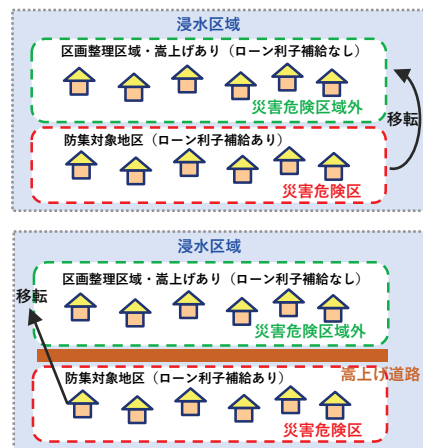 浸水区域
区画整理区域・嵩上げあり（ローン利子補給なし）
災害危険区域外
移転
防集対象地区（ローン利子補給あり）
災害危険区
浸水区域
区画整理区域・嵩上げあり（ローン利子補給なし）
移転
災害危険区域外
嵩上げ道路
防集対象地区（ローン利子補給あり）
災害危険区